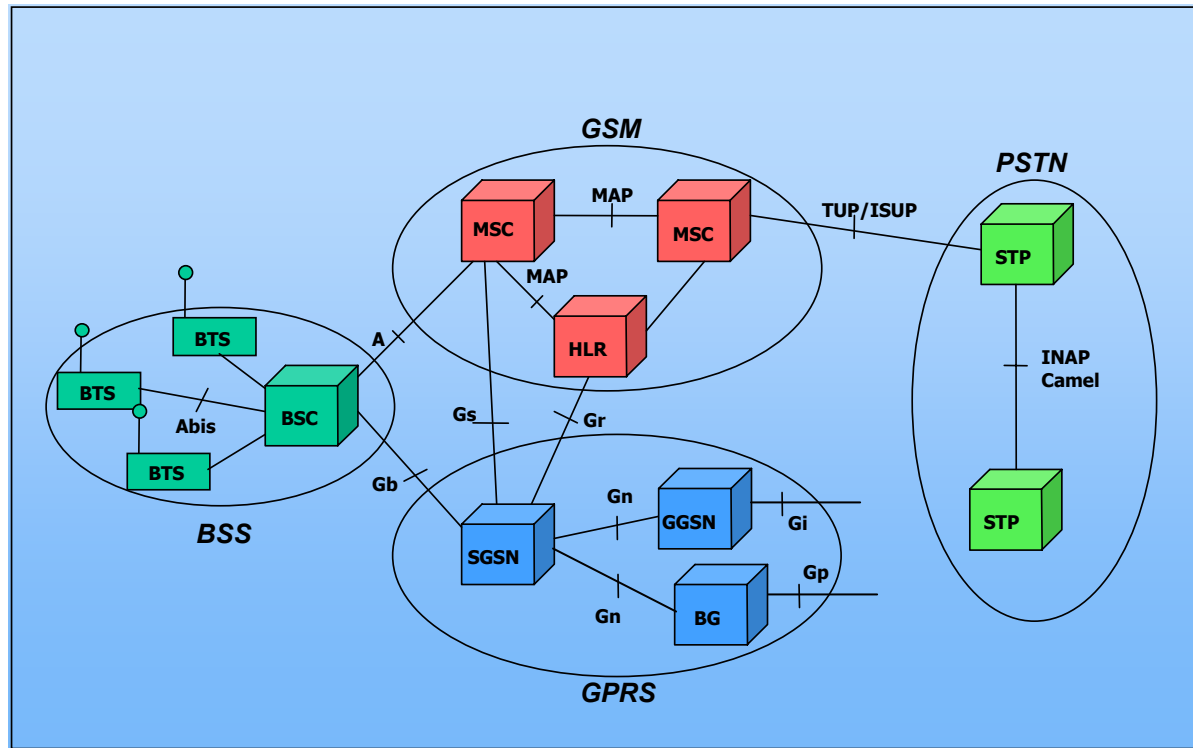 GSM
PSTN
MAP
TUP/ISUP
MSC
MSC
STP
MAP
A
HLR
BTS
INAP
Camel
BTS
BSC
Abis
Gs
Gr
BTS
Gb
BSS
Gn
GGSN
Gi
STP
SGSN
Gp
Gn
BG
GPRS